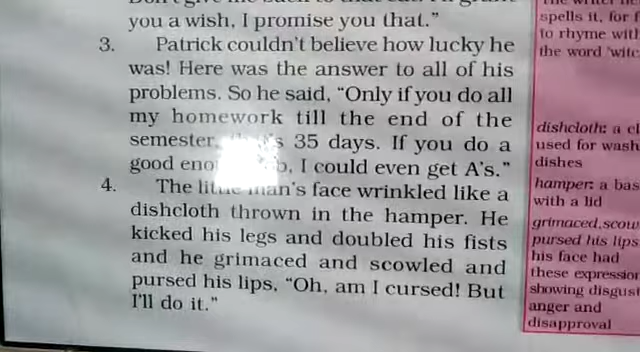 you a wish, I promise you that."
3. Patrick couldn't believe how lucky he
was! Here was the answer to all of his
problems. So he said, "Only if you do all
my homework till the end of the
semester, 35 days. If you do a
good I could even get A's."
4. The man's face wrinkled like a
dishcloth thrown in the hamper. He
kicked his legs and doubled his fists
and he grimaced and scowled and
pursed his lips, "Oh, am I cursed! But
I'll do it."
spells it, for
to rhyme with
the word 'witc
dishcloth: a cl
used for wash
dishes
hamper: a bas
with a lid
grimaced, scow
pursed his lips
his face had
these expression
showing disgust
anger and
disapproval